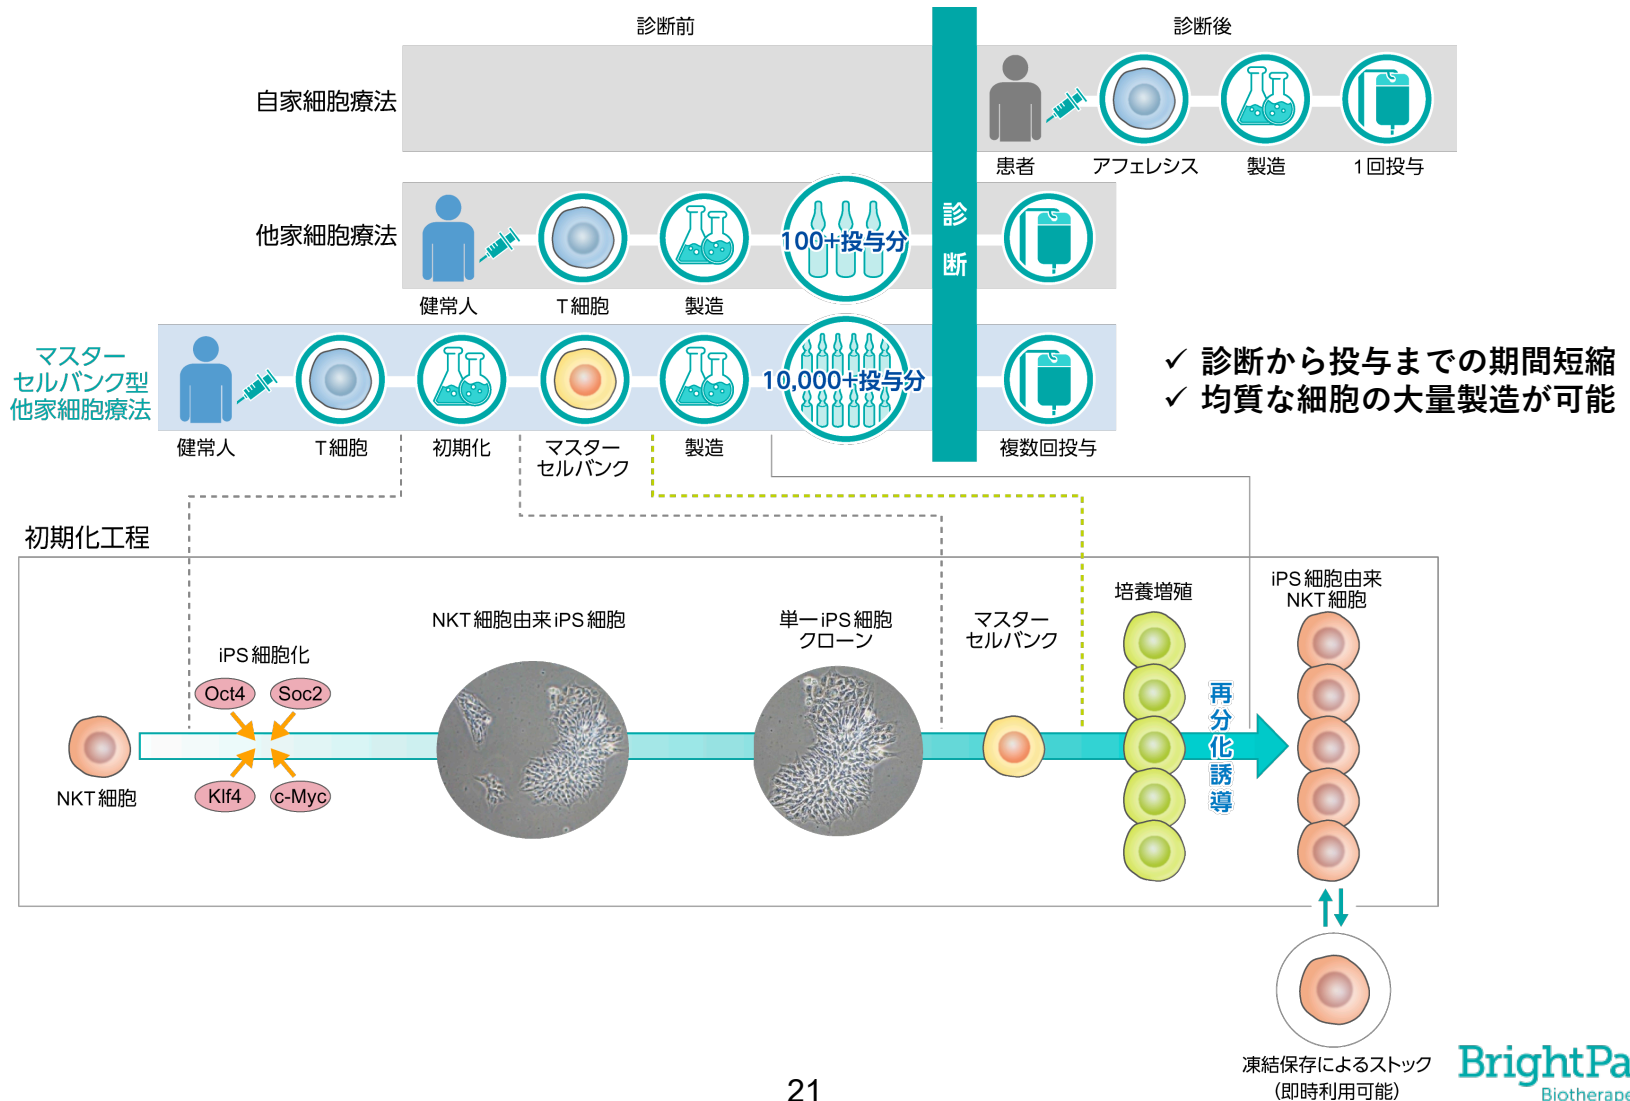 診断前
診断後
自家細胞療法
患者
アフェレシス
製造
1回投与
他家細胞療法
100+投与分
診断
健常人
T細胞
製造
マスター
セルバンク型
他家細胞療法
10,000+投与分
健常人
T細胞
初期化
マスター
セルバンク
製造
複数回投与
✓ 診断から投与までの期間短縮
✓ 均質な細胞の大量製造が可能
初期化工程
NKT細胞
iPS細胞化
Oct4
Soc2
Klf4
c-Myc
NKT細胞由来iPS細胞
単一iPS細胞
クローン
マスター
セルバンク
培養増殖
再分化誘導
iPS細胞由来
NKT細胞
凍結保存によるストック
(即時利用可能)
21
BrightPa
Biotherape